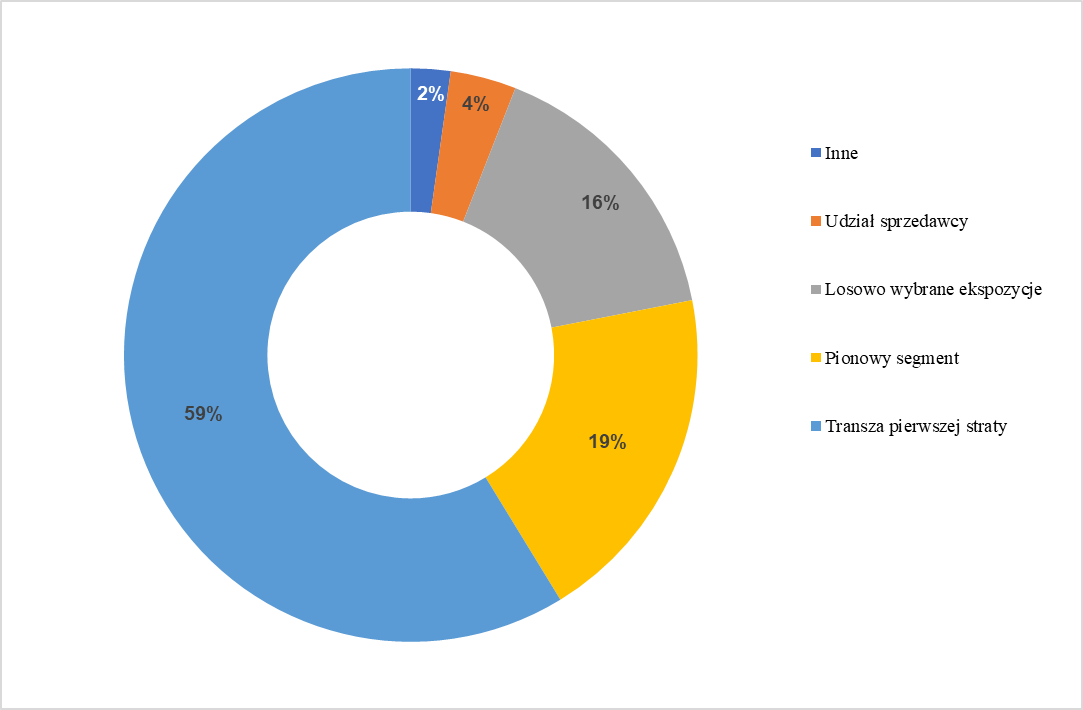 2%
4%
16%
19%
59%
Inne
Udział sprzedawcy
Losowo wybrane ekspozycje
Pionowy segment
Transza pierwszej straty